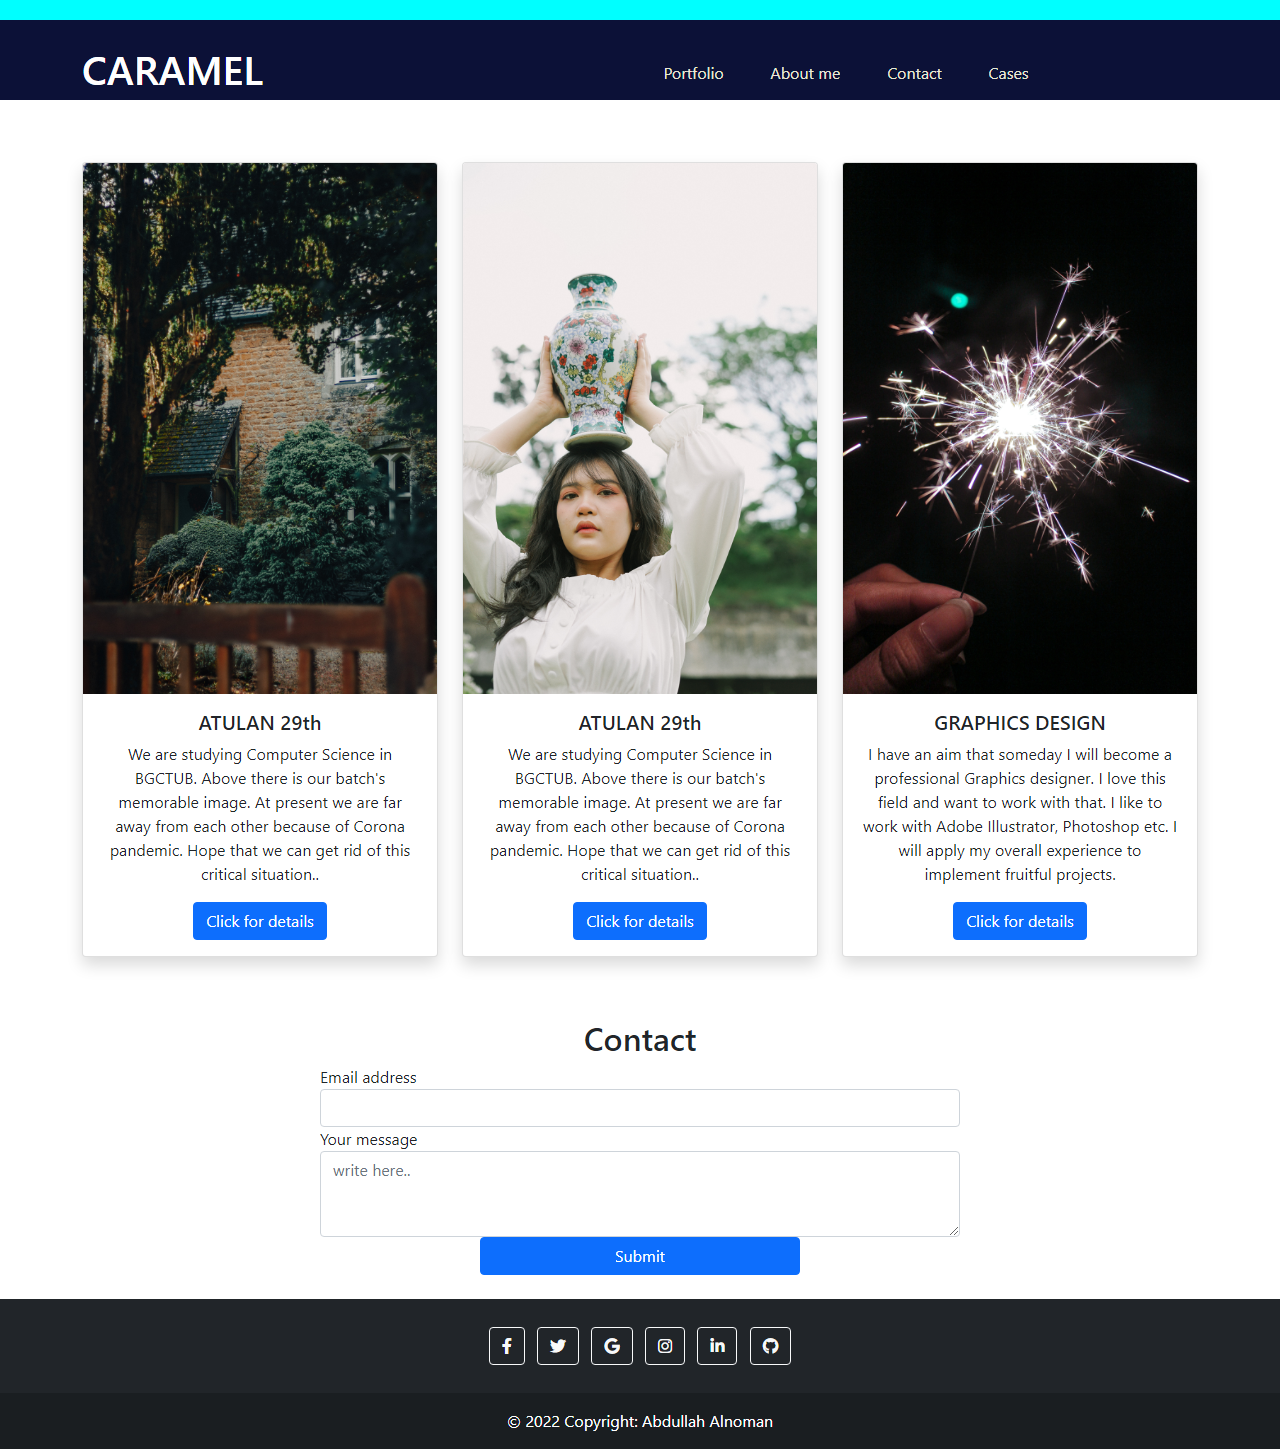 CARAMEL
Portfolio About me Contact Cases
ATULAN 29th
We are studying Computer Science in
BGCTUB. Above there is our batch's
memorable image. At present we are far
away from each other because of Corona
pandemic. Hope that we can get rid of this
critical situation..
Click for details
ATULAN 29th
We are studying Computer Science in
BGCTUB. Above there is our batch's
memorable image. At present we are far
away from each other because of Corona
pandemic. Hope that we can get rid of this
critical situation..
Click for details
GRAPHICS DESIGN
I have an aim that someday I will become a
professional Graphics designer. I love this
field and want to work with that. I like to
work with Adobe Illustrator, Photoshop etc. I
will apply my overall experience to
implement fruitful projects.
Click for details
Contact
Email address
Your message
write here..
Submit
© 2022 Copyright: Abdullah Alnoman